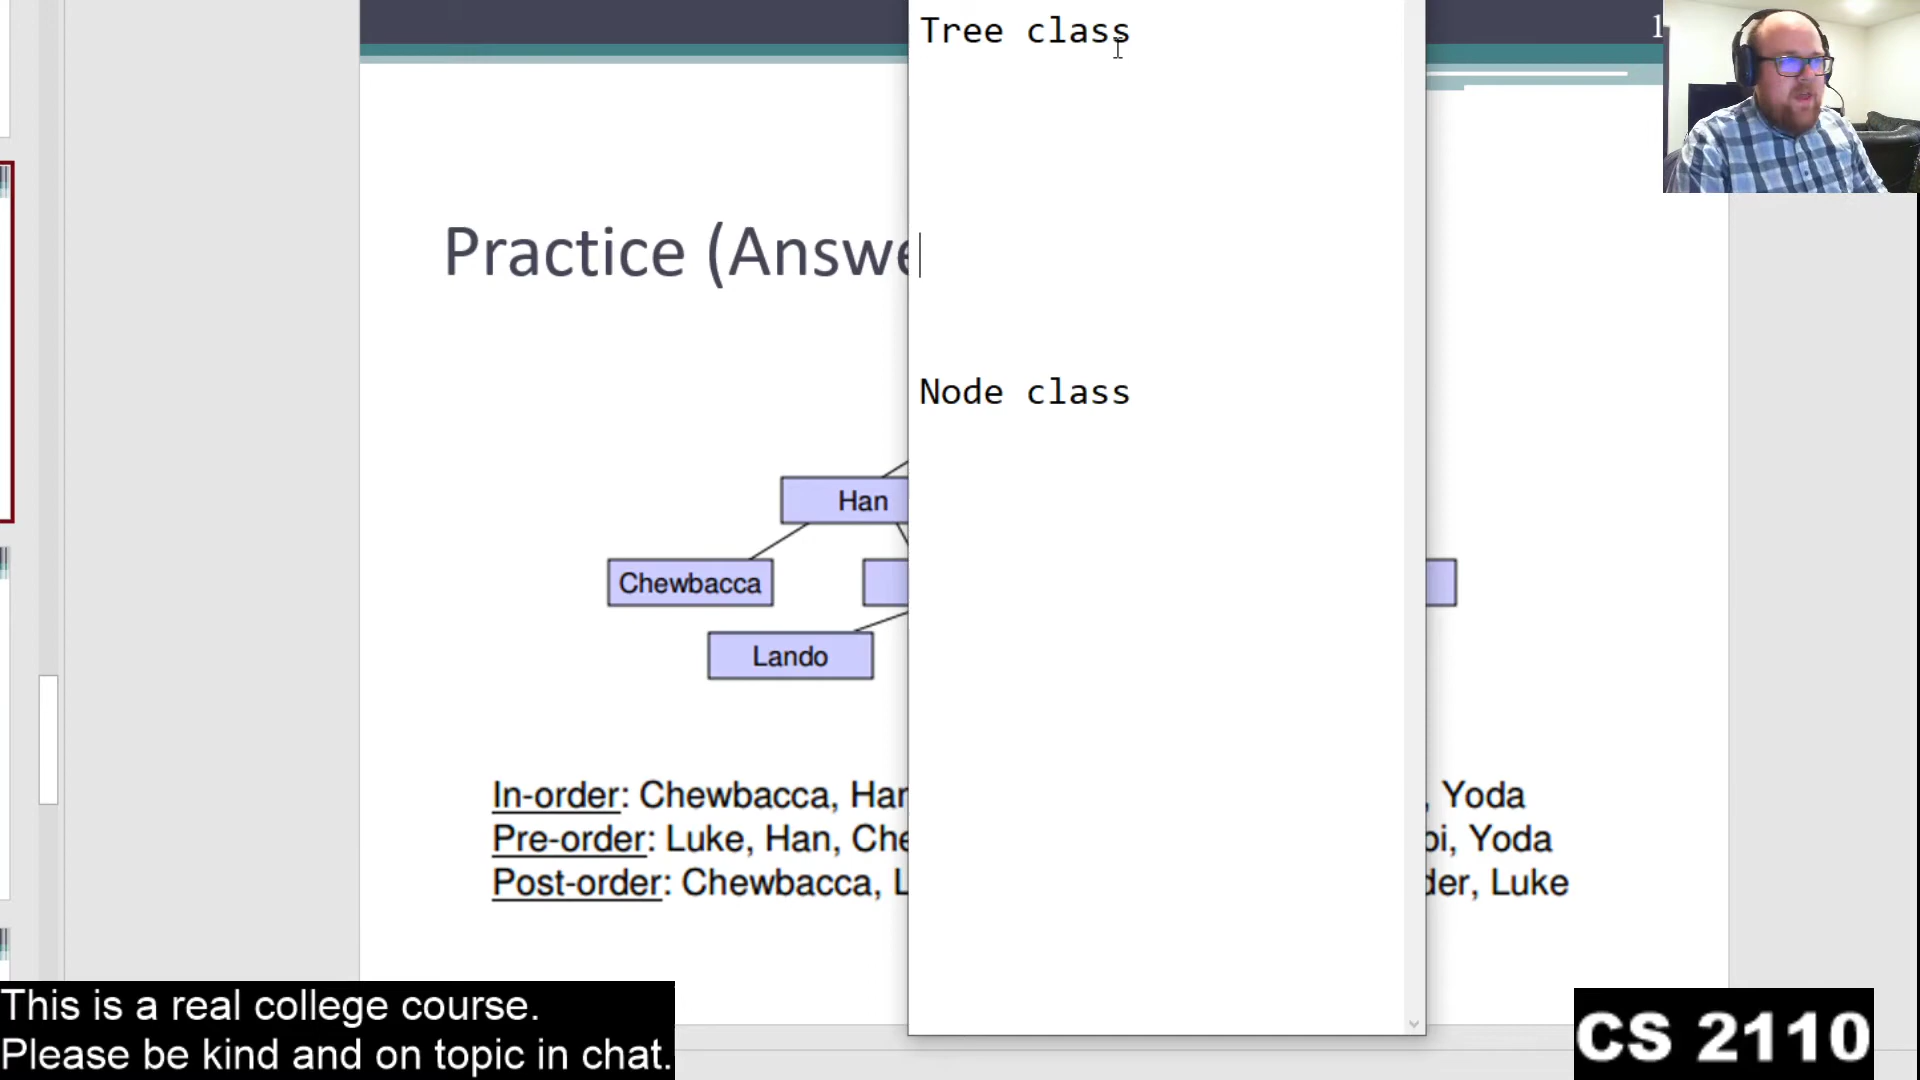 Tree class
1
Practice (Answe
Node class
Han
Chewbacca
Lando
In-order: Chewbacca, Han
, Yoda
Pre-order: Luke, Han, Che
bi, Yoda
Post-order: Chewbacca, L
der, Luke
This is a real college course.
Please be kind and on topic in chat.
CS 2110